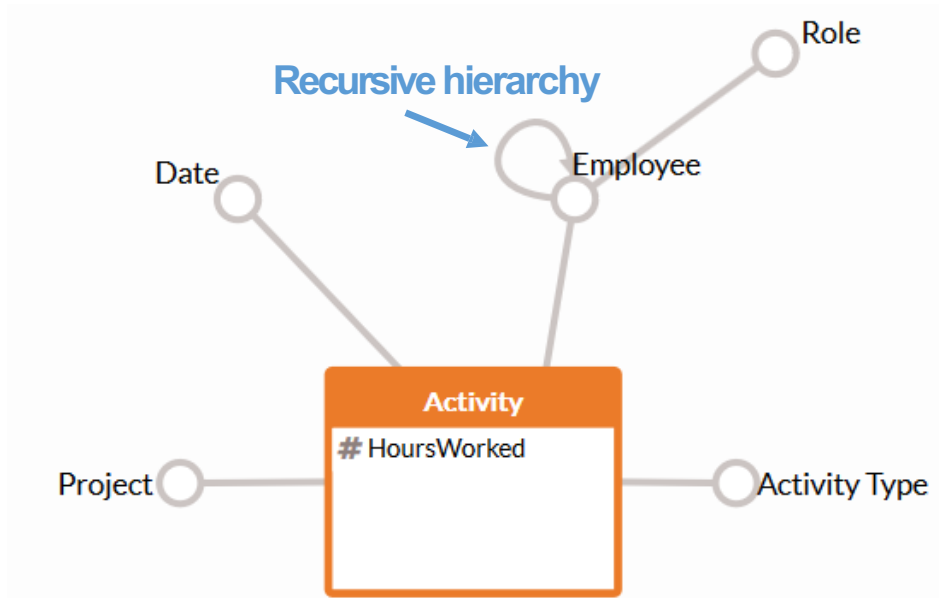 Role
Recursive hierarchy
Employee
Date
Activity
# HoursWorked
Project
Activity Type